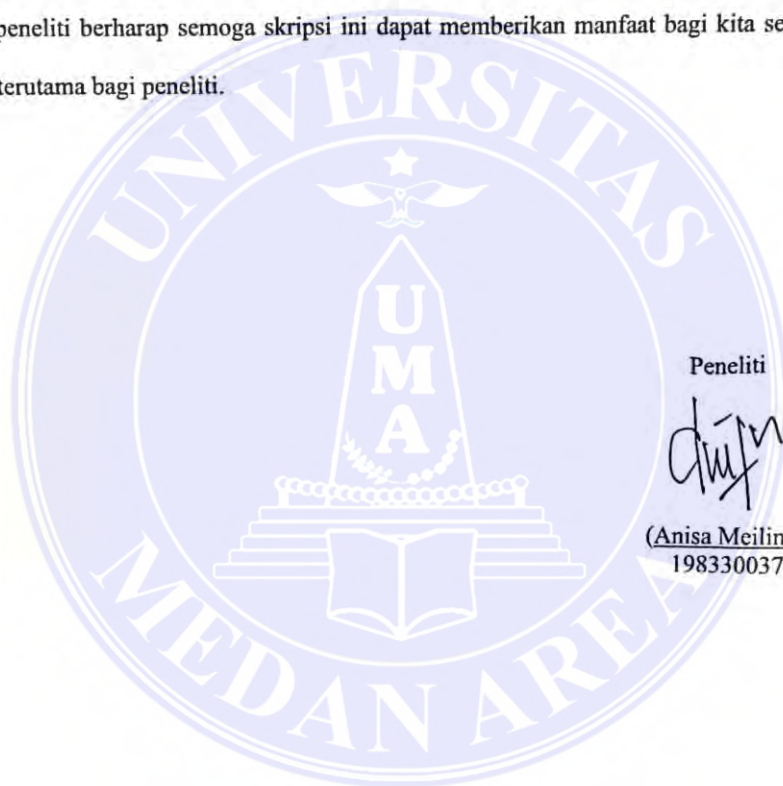 peneliti berharap semoga skripsi ini dapat memberikan manfaat bagi kita se
terutama bagi peneliti.
UNIVERSITAS
UMA
MEDAN AREA
Peneliti
(Anisa Meilin
198330037